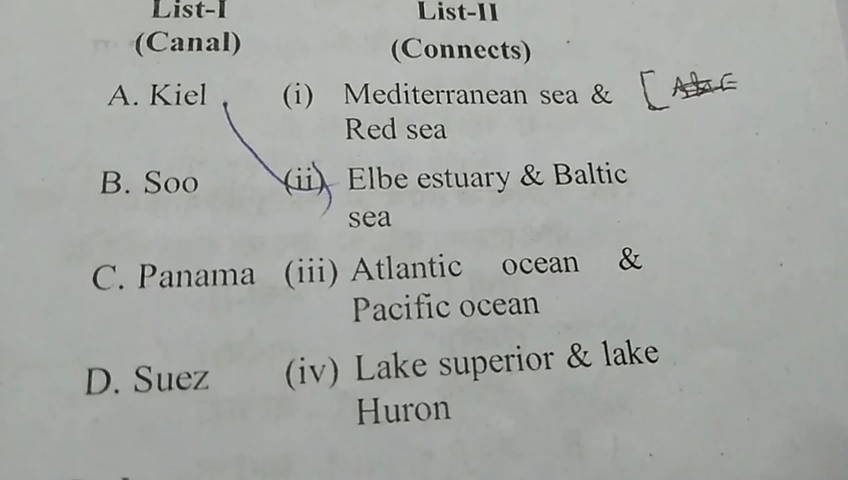 List-I List-II
(Canal) (Connects)
A. Kiel (i) Mediterranean sea &
Red sea
B. Soo (ii) Elbe estuary & Baltic
sea
C. Panama (iii) Atlantic ocean &
Pacific ocean
D. Suez (iv) Lake superior & lake
Huron